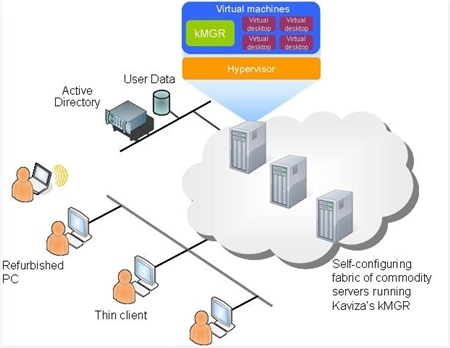 Virtual machines
kMGR
Virtual
desktop
Virtual
desktop
Virtual
desktop
Virtual
desktop
Hypervisor
User Data
Active
Directory
Refurbished
PC
Thin client
Self-configuring
fabric of commodity
servers running
Kaviza's kMGR